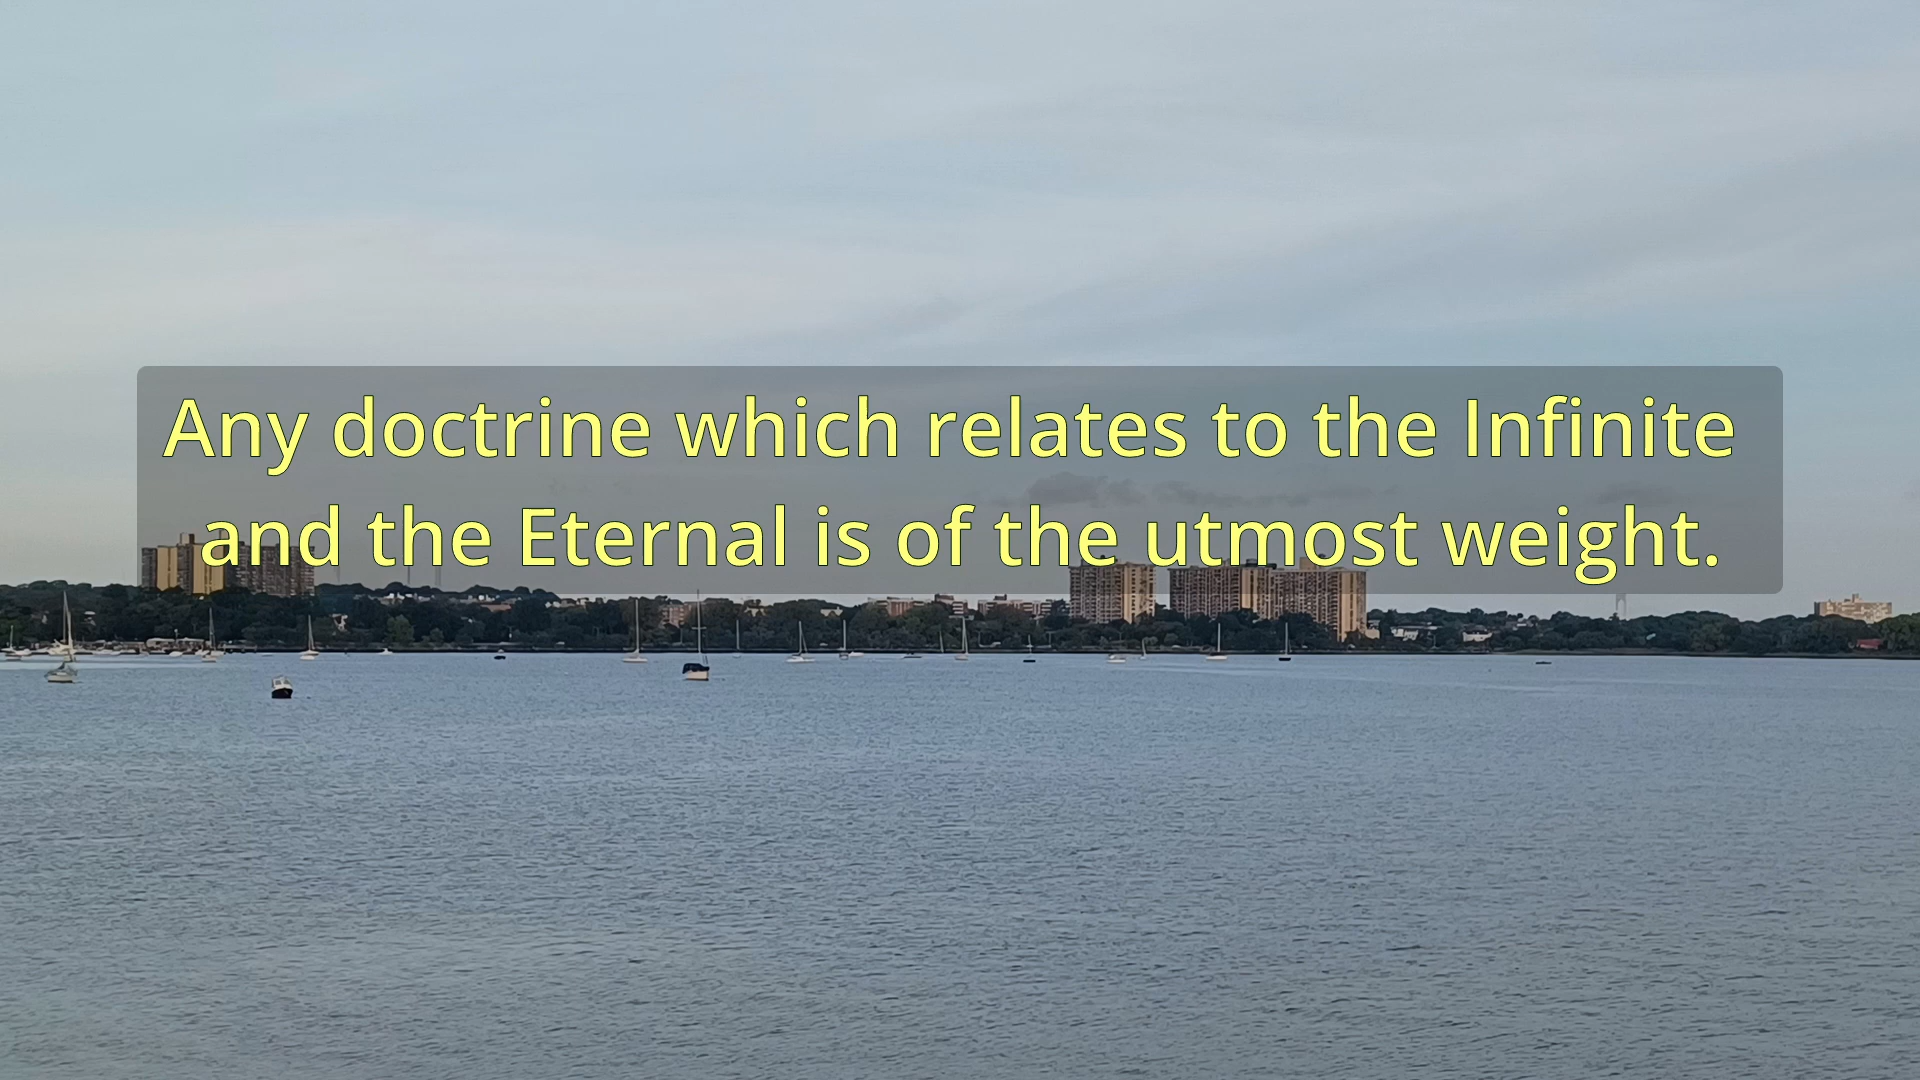 Any doctrine which relates to the Infinite
and the Eternal is of the utmost weight.